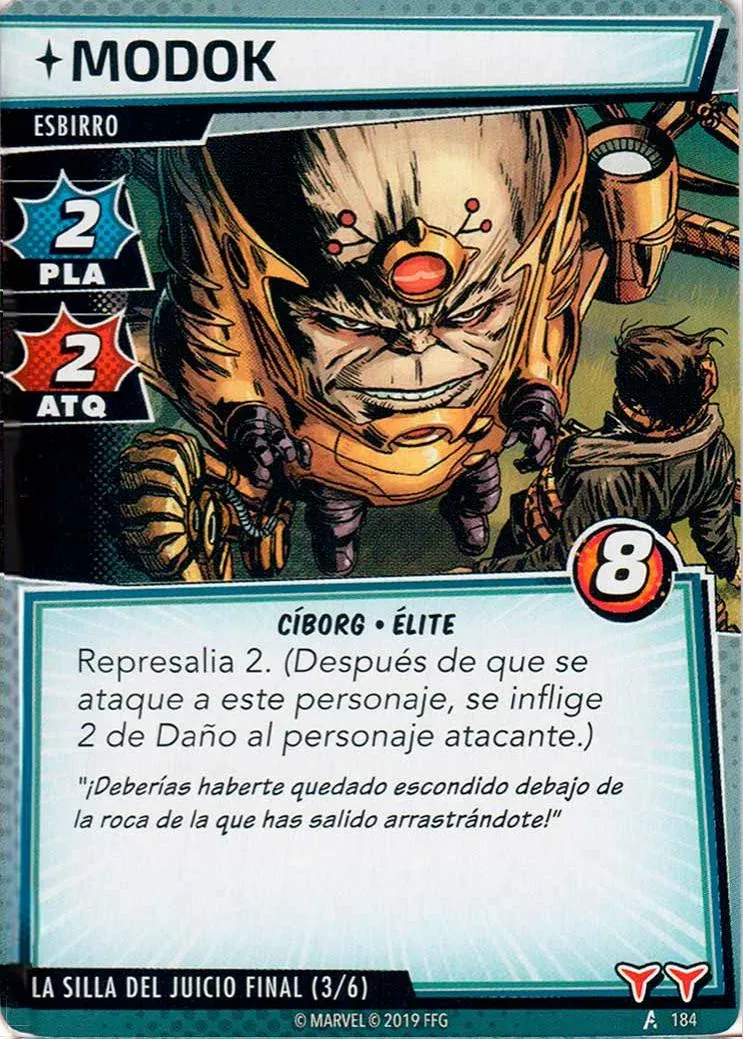 MODOK
ESBIRRO
2
PLA
2
ATQ
8
CÍBORG • ÉLITE
Represalia 2. (Después de que se
ataque a este personaje, se inflige
2 de Daño al personaje atacante.)
"¡Deberías haberte quedado escondido debajo de
la roca de la que has salido arrastrándote!"
LA SILLA DEL JUICIO FINAL (3/6)
© MARVEL © 2019 FFG
184